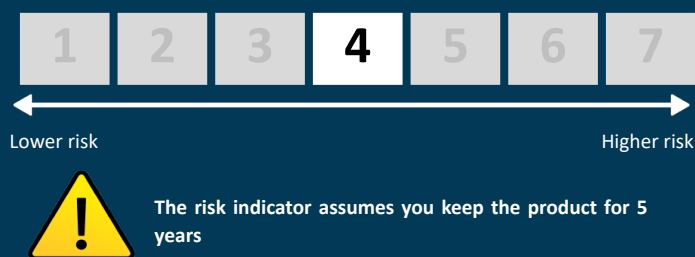 1 2 3 4 5 6 7
Lower risk Higher risk
! The risk indicator assumes you keep the product for 5
years